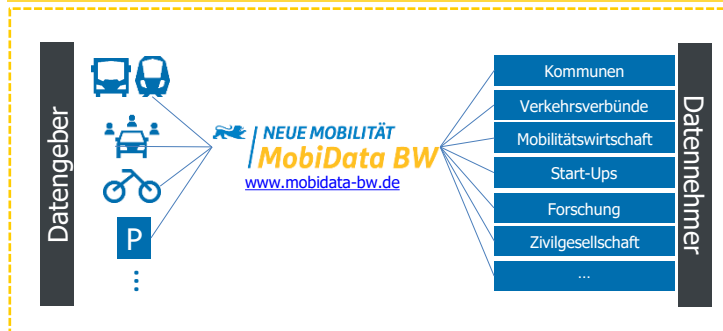 Datengeber
P
NEUE MOBILITÄT
MobiData BW
www.mobidata-bw.de
Kommunen
Verkehrsverbünde
Mobilitätswirtschaft
Start-Ups
Forschung
Zivilgesellschaft
...
Datennehmer